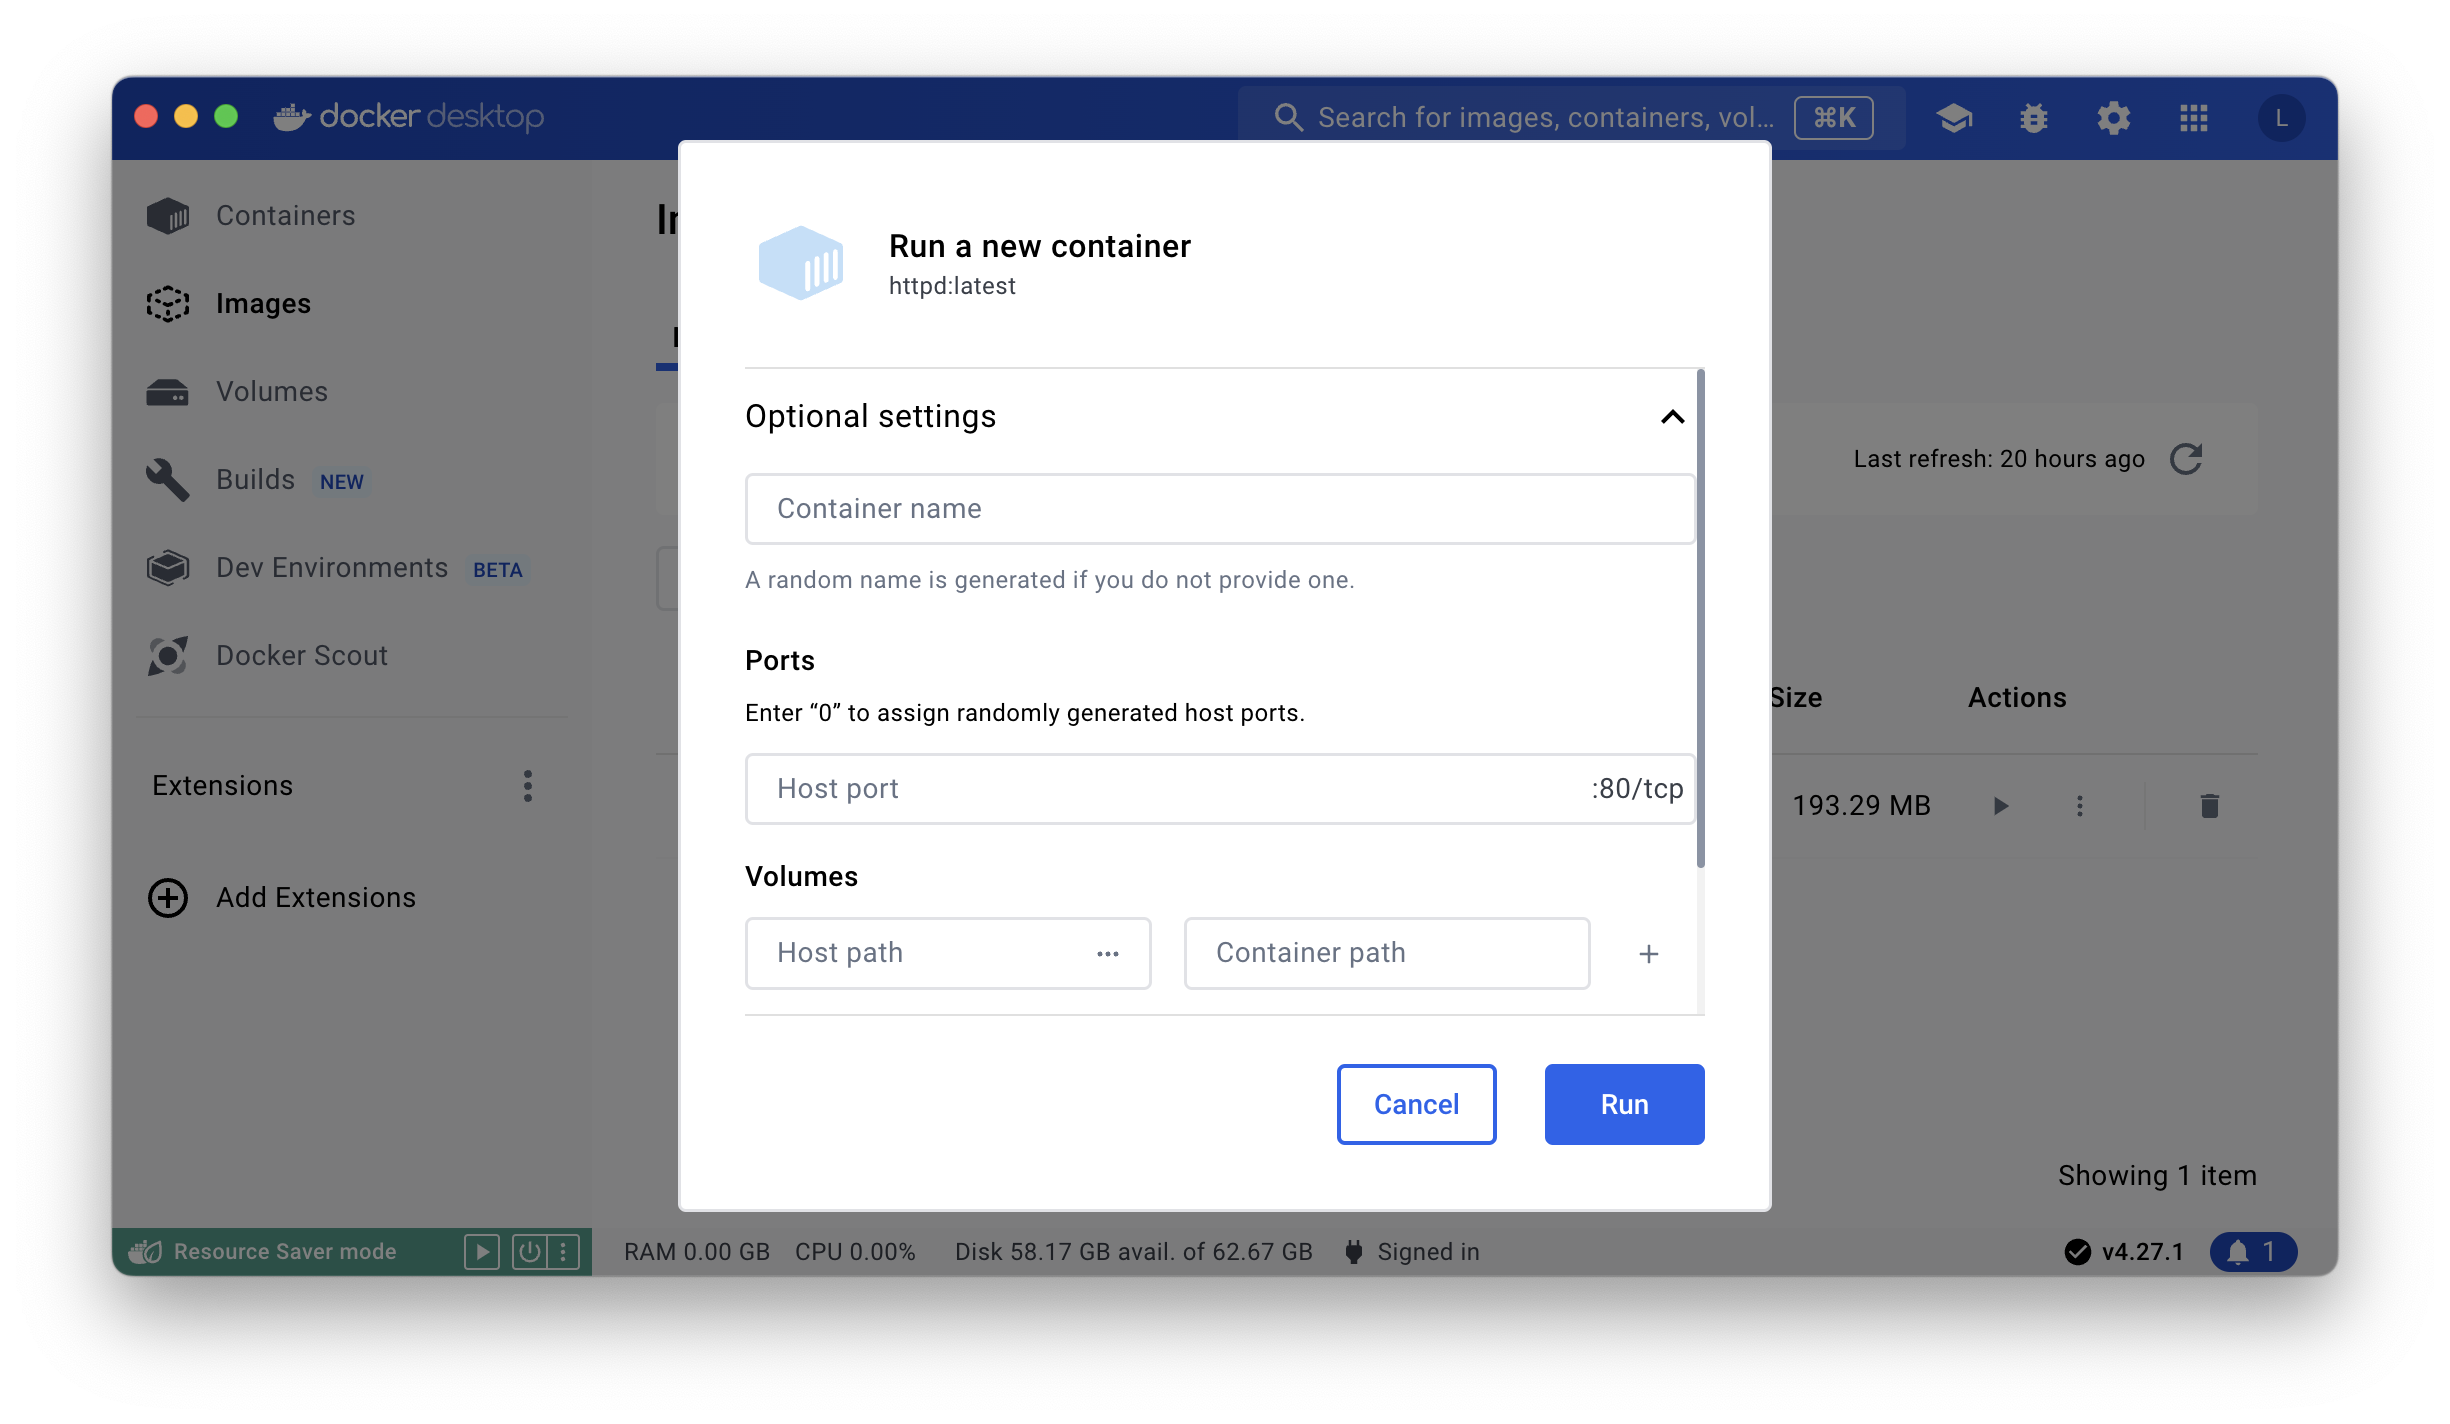 docker desktop
Search for images, containers, vol... ⌘K
L
Containers
Images
Volumes
Builds NEW
Dev Environments BETA
Docker Scout
Extensions
Add Extensions
Run a new container
httpd:latest
Optional settings
Container name
A random name is generated if you do not provide one.
Ports
Enter “0” to assign randomly generated host ports.
Host port :80/tcp
Volumes
Host path ... Container path +
Cancel Run
Last refresh: 20 hours ago
Size Actions
193.29 MB
Showing 1 item
Resource Saver mode
RAM 0.00 GB CPU 0.00% Disk 58.17 GB avail. of 62.67 GB Signed in
v4.27.1 1